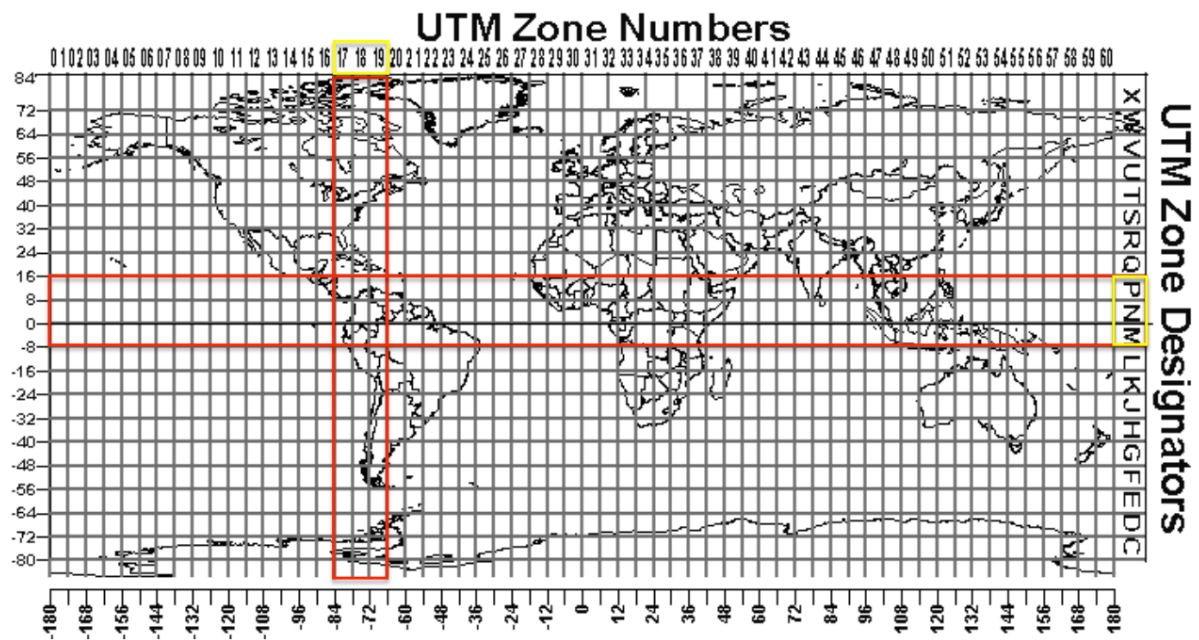 UTM Zone Numbers
01 02 03 04 05 06 07 08 09 10 11 12 13 14 15 16 17 18 19 20 21 22 23 24 25 26 27 28 29 30 31 32 33 34 35 36 37 38 39 40 41 42 43 44 45 46 47 48 49 50 51 52 53 54 55 56 57 58 59 60
84
72
64
56
48
40
32
24
16
8
0
-8
-16
-24
-32
-40
-48
-56
-64
-72
-80
X
W
V
U
T
S
R
Q
P
N
M
L
K
J
H
G
F
E
D
C
UTM Zone Designators
-180 -168 -156 -144 -132 -120 -108 -96 -84 -72 -60 -48 -36 -24 -12 0 12 24 36 48 60 72 84 96 108 120 132 144 156 168 180